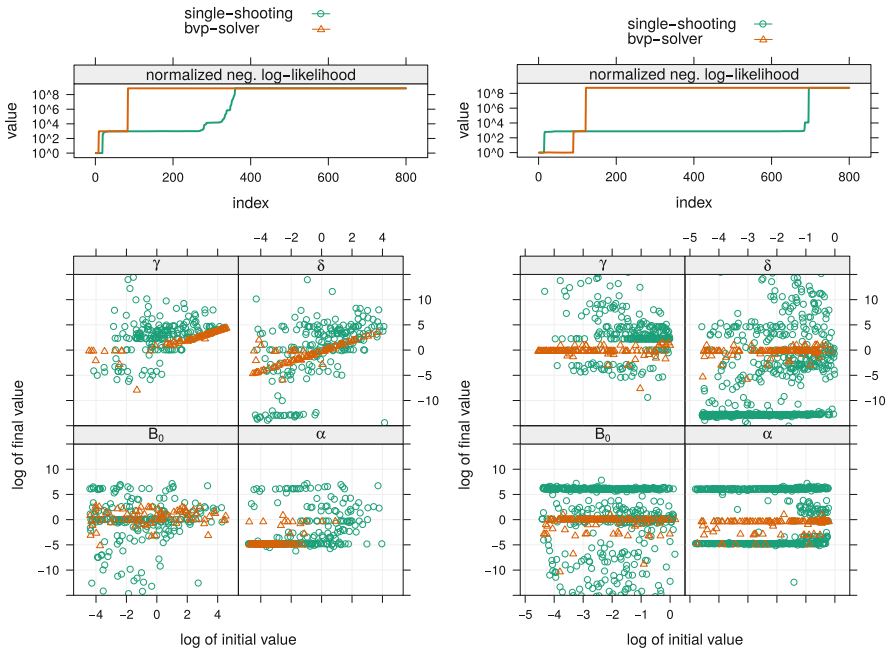 single-shooting
bvp-solver
normalized neg. log-likelihood
value
10^8
10^6
10^4
10^2
10^0
0 200 400 600 800
index
−4 −2 0 2 4
γ δ
10
5
0
−5
−10
B0 α
10
5
0
−5
−10
log of final value
−4 −2 0 2 4
log of initial value
single-shooting
bvp-solver
normalized neg. log-likelihood
value
10^8
10^6
10^4
10^2
10^0
0 200 400 600 800
index
−5 −4 −3 −2 −1 0
γ δ
10
5
0
−5
−10
B0 α
10
5
0
−5
−10
log of final value
−5 −4 −3 −2 −1 0
log of initial value